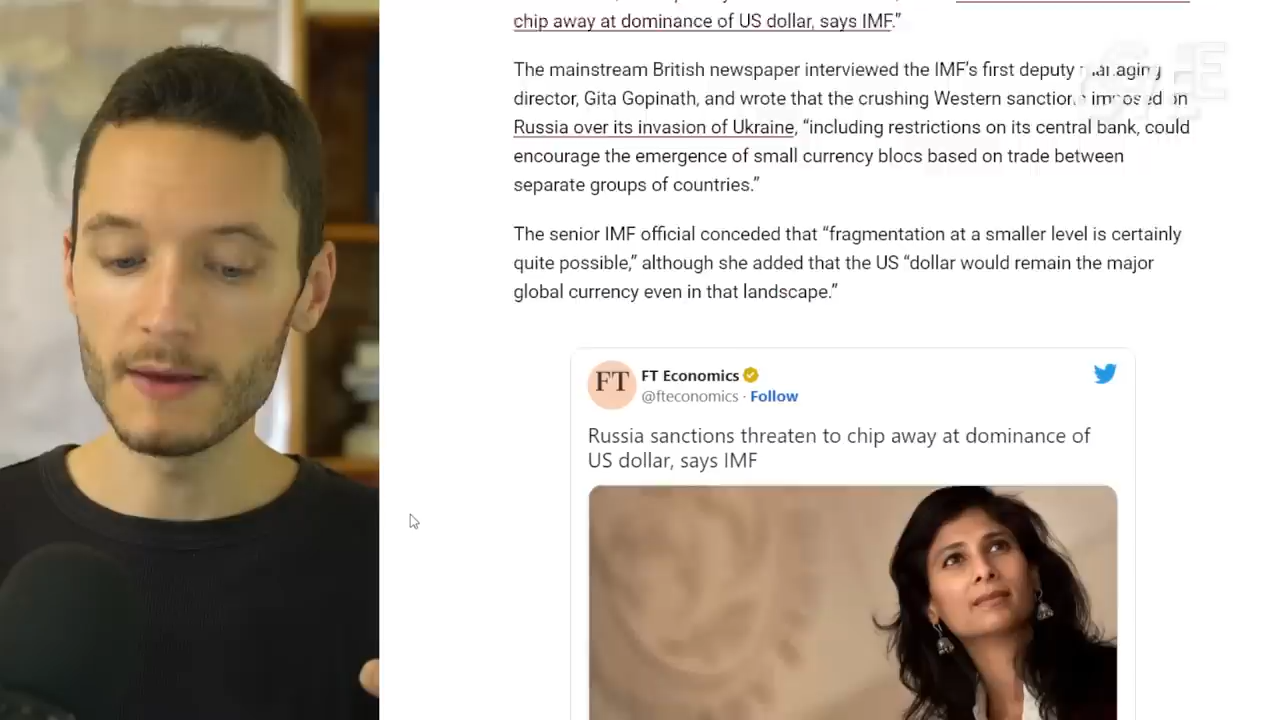 chip away at dominance of US dollar, says IMF.”
The mainstream British newspaper interviewed the IMF’s first deputy managing
director, Gita Gopinath, and wrote that the crushing Western sanctions imposed on
Russia over its invasion of Ukraine, “including restrictions on its central bank, could
encourage the emergence of small currency blocs based on trade between
separate groups of countries.”
The senior IMF official conceded that “fragmentation at a smaller level is certainly
quite possible,” although she added that the US “dollar would remain the major
global currency even in that landscape.”
FT
FT Economics
@fteconomics · Follow
Russia sanctions threaten to chip away at dominance of
US dollar, says IMF